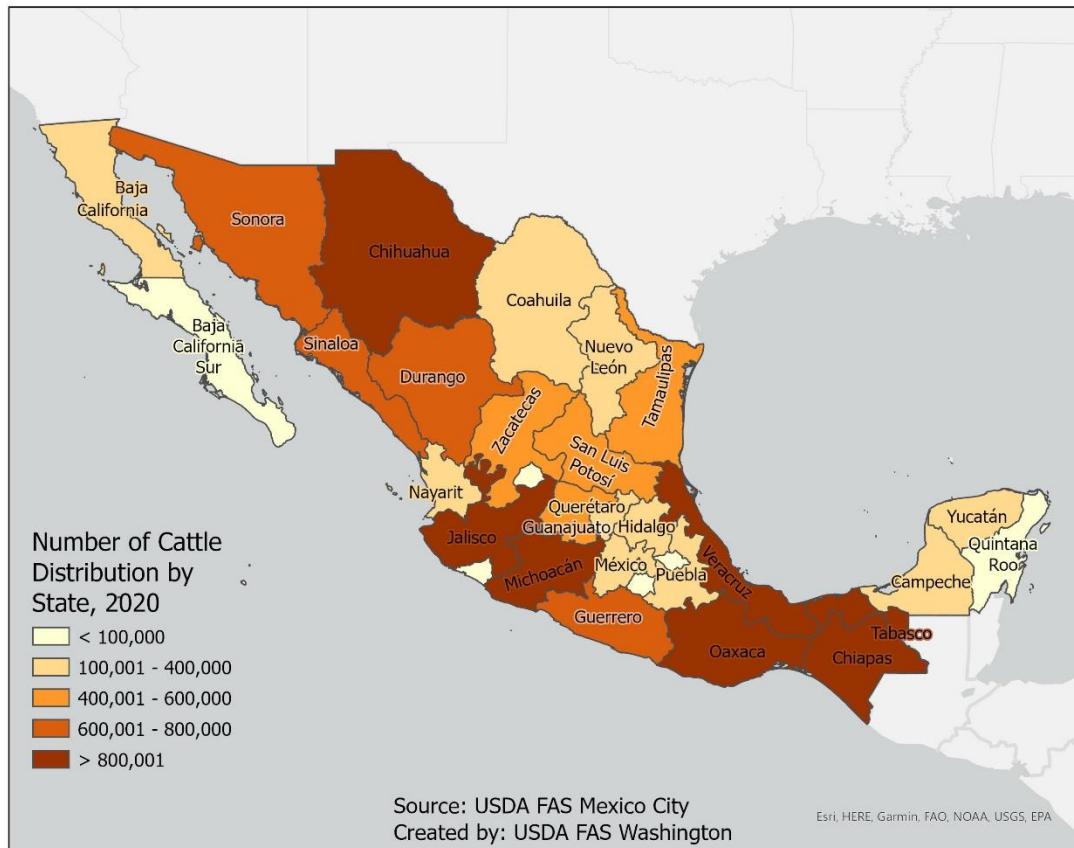 Baja
California
Sonora
Chihuahua
Coahuila
Baja
California
Sur
Sinaloa
Durango
Nuevo
León
Tamaulipas
Zacatecas
San Luis
Potosí
Nayarit
Querétaro
Guanajuato
Hidalgo
Jalisco
México
Michoacán
Puebla
Veracruz
Guerrero
Oaxaca
Tabasco
Chiapas
Yucatán
Quintana
Roo
Campeche
Number of Cattle
Distribution by
State, 2020
< 100,000
100,001 - 400,000
400,001 - 600,000
600,001 - 800,000
> 800,001
Source: USDA FAS Mexico City
Created by: USDA FAS Washington
Esri, HERE, Garmin, FAO, NOAA, USGS, EPA